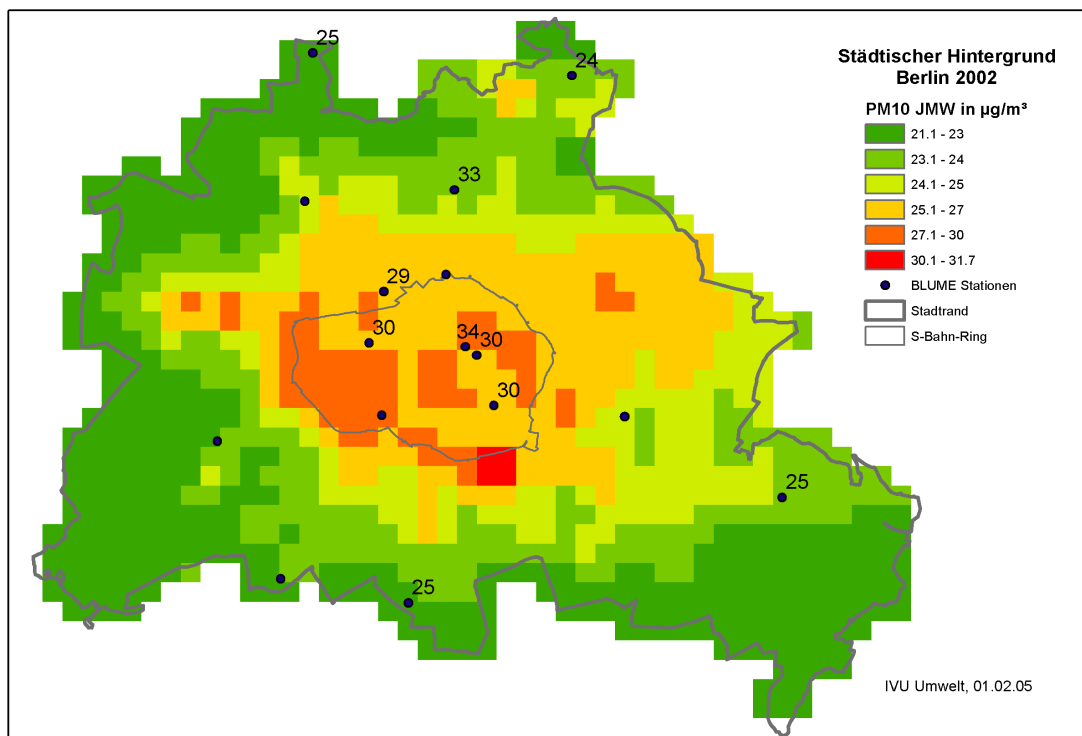 Städtischer Hintergrund
Berlin 2002
PM10 JMW in µg/m³
21.1 - 23
23.1 - 24
24.1 - 25
25.1 - 27
27.1 - 30
30.1 - 31.7
BLUME Stationen
Stadtrand
S-Bahn-Ring
25
24
33
29
30
34
30
30
25
25
IVU Umwelt, 01.02.05